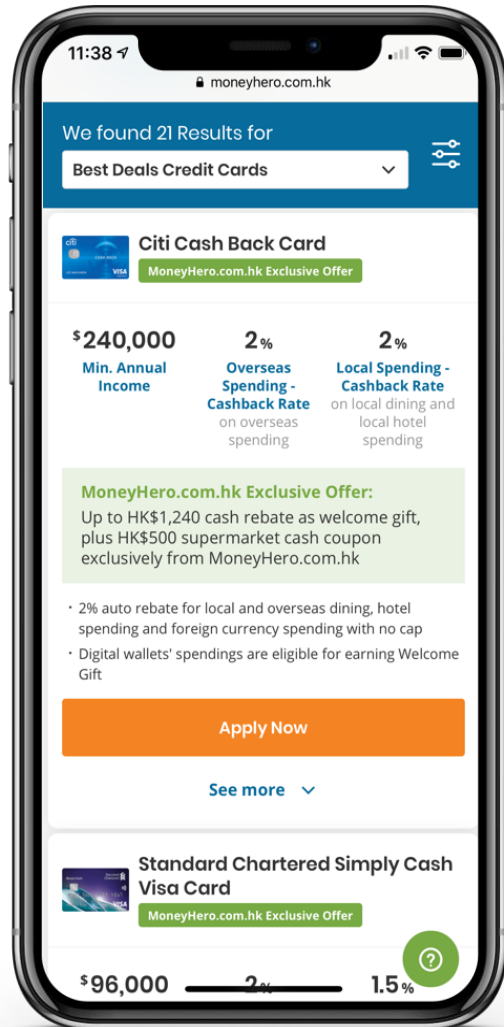 11:38
moneyhero.com.hk
We found 21 Results for
Best Deals Credit Cards
citi
CASH BACK
VISA
Citi Cash Back Card
MoneyHero.com.hk Exclusive Offer
$240,000
Min. Annual
Income
2%
Overseas
Spending -
Cashback Rate
on overseas
spending
2%
Local Spending -
Cashback Rate
on local dining and
local hotel
spending
MoneyHero.com.hk Exclusive Offer:
Up to HK$1,240 cash rebate as welcome gift,
plus HK$500 supermarket cash coupon
exclusively from MoneyHero.com.hk
· 2% auto rebate for local and overseas dining, hotel
spending and foreign currency spending with no cap
· Digital wallets' spendings are eligible for earning Welcome
Gift
Apply Now
See more
VISA
Standard Chartered Simply Cash
Visa Card
MoneyHero.com.hk Exclusive Offer
$96,000
2%
1.5%
?